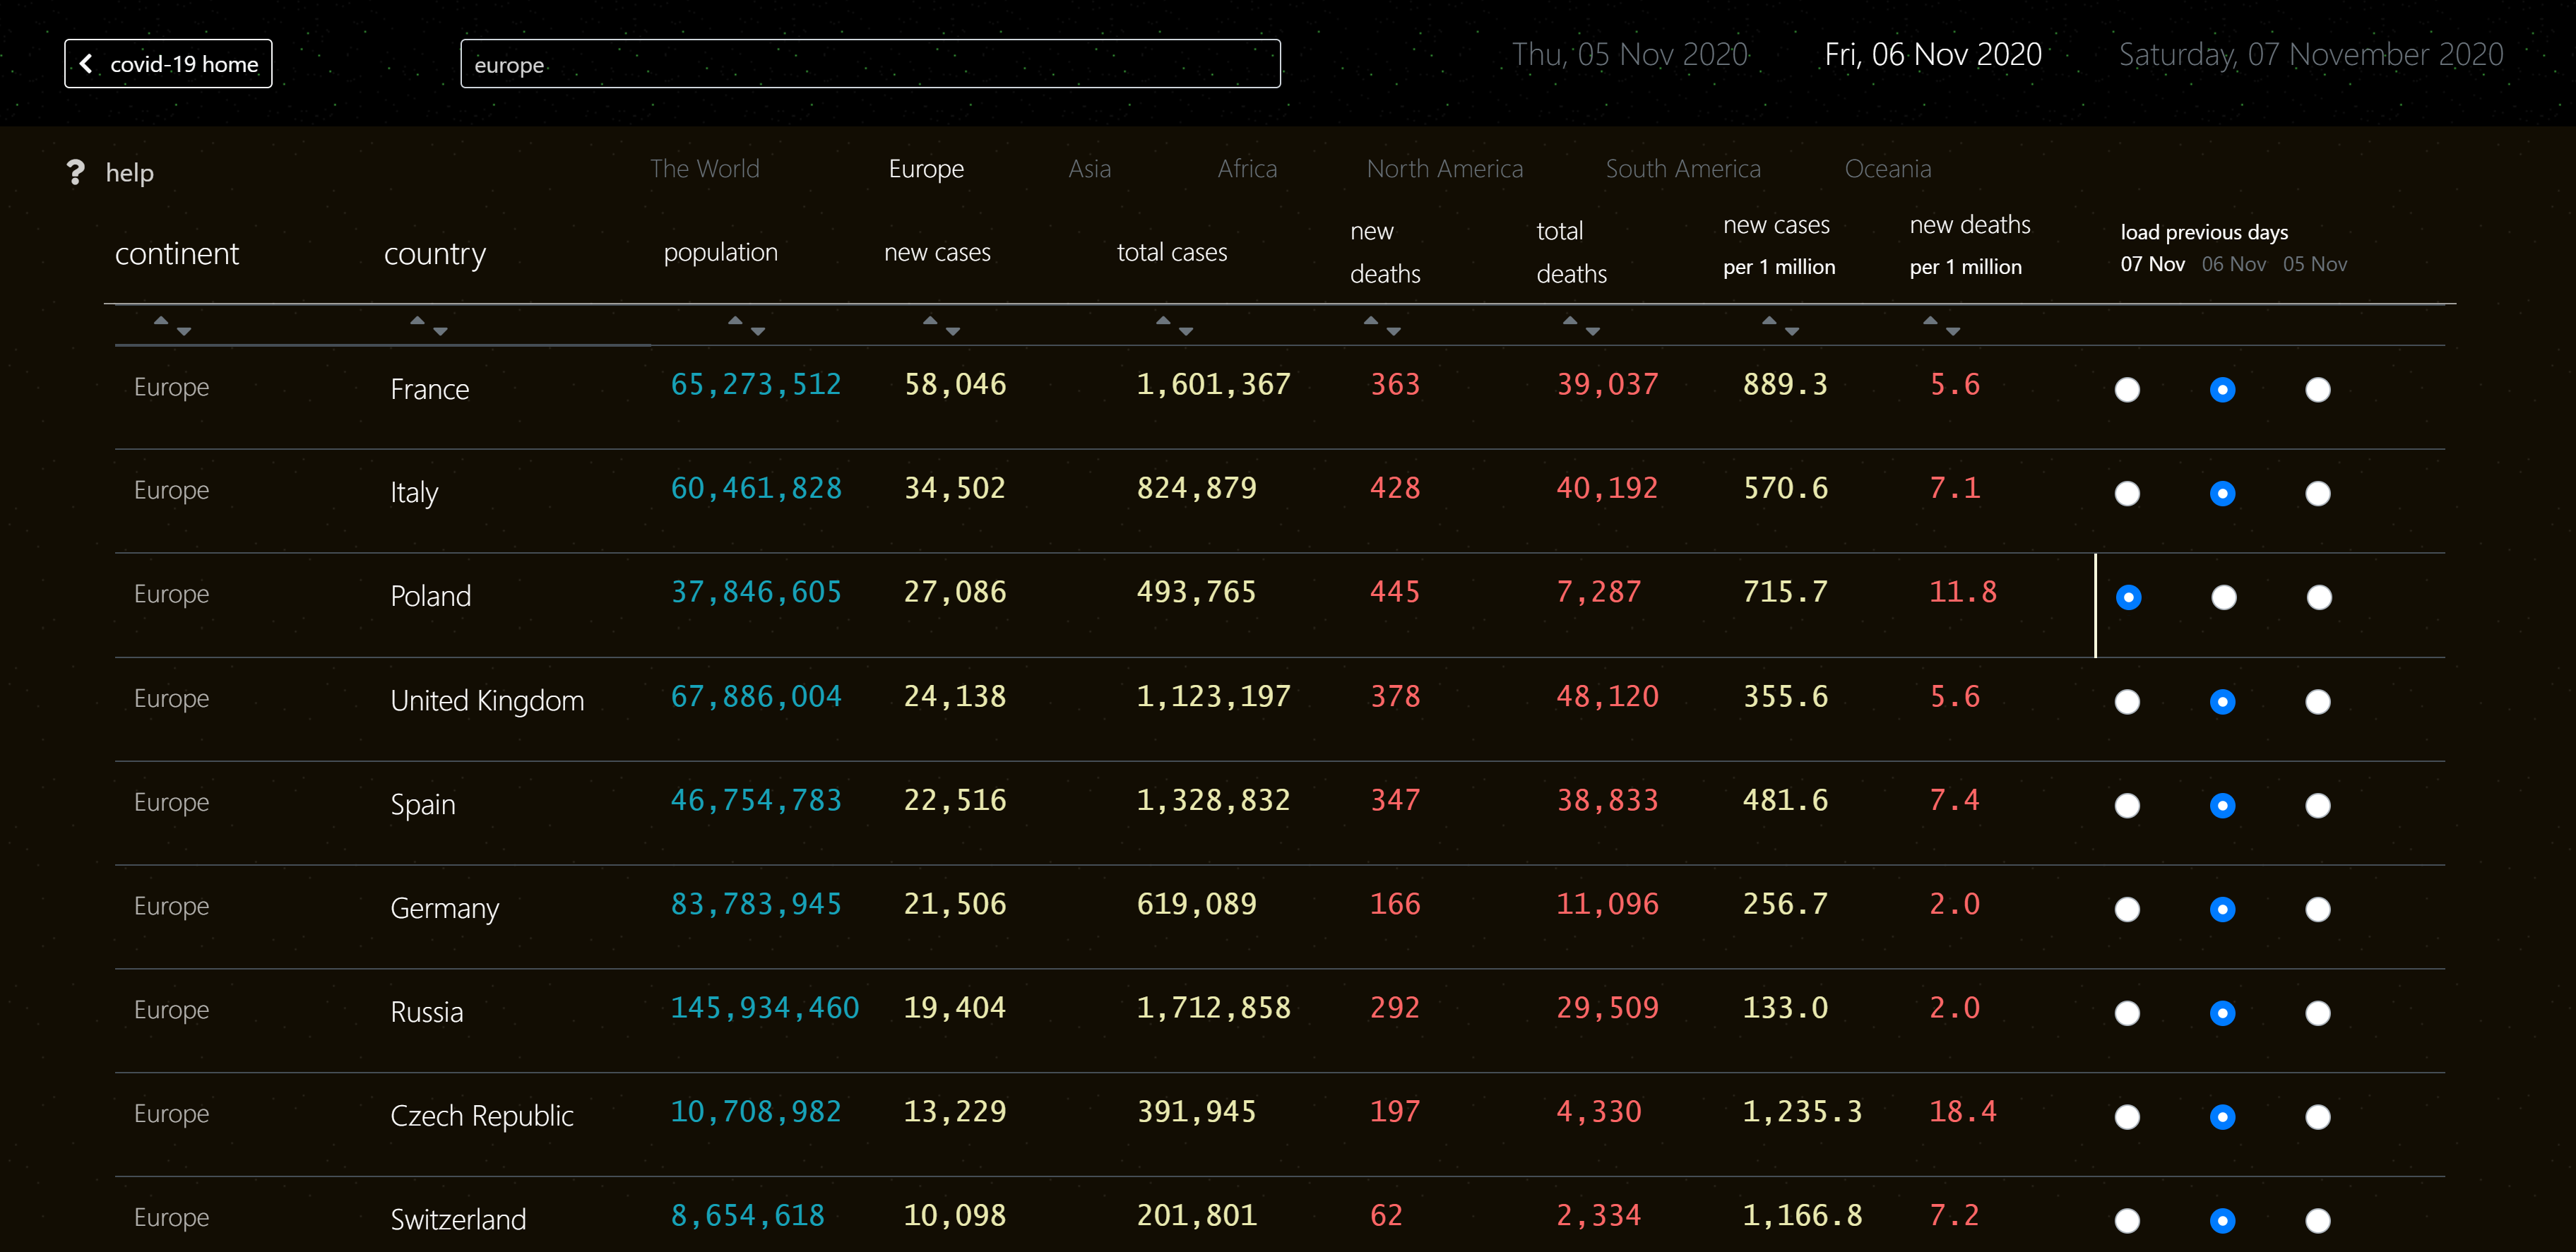 covid-19 home europe Thu, 05 Nov 2020 Fri, 06 Nov 2020 Saturday, 07 November 2020
? help The World Europe Asia Africa North America South America Oceania
continent country population new cases total cases new deaths total deaths new cases per 1 million new deaths per 1 million load previous days 07 Nov 06 Nov 05 Nov
Europe France 65,273,512 58,046 1,601,367 363 39,037 889.3 5.6
Europe Italy 60,461,828 34,502 824,879 428 40,192 570.6 7.1
Europe Poland 37,846,605 27,086 493,765 445 7,287 715.7 11.8
Europe United Kingdom 67,886,004 24,138 1,123,197 378 48,120 355.6 5.6
Europe Spain 46,754,783 22,516 1,328,832 347 38,833 481.6 7.4
Europe Germany 83,783,945 21,506 619,089 166 11,096 256.7 2.0
Europe Russia 145,934,460 19,404 1,712,858 292 29,509 133.0 2.0
Europe Czech Republic 10,708,982 13,229 391,945 197 4,330 1,235.3 18.4
Europe Switzerland 8,654,618 10,098 201,801 62 2,334 1,166.8 7.2